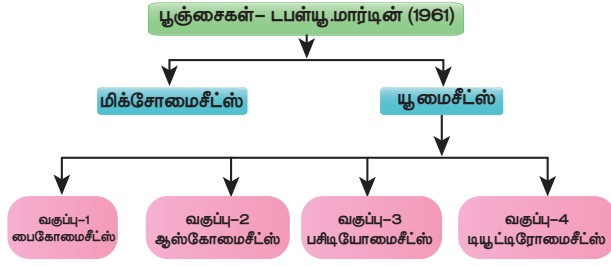 பூஞ்சைகள்– டபள்யூ.மார்டின் (1961)
மிக்சோமைசீட்ஸ்
யூமைசீட்ஸ்
வகுப்பு–1
பைகோமைசீட்ஸ்
வகுப்பு–2
ஆஸ்கோமைசீட்ஸ்
வகுப்பு–3
பசிடியோமைசீட்ஸ்
வகுப்பு–4
டியூட்டிரோமைசீட்ஸ்